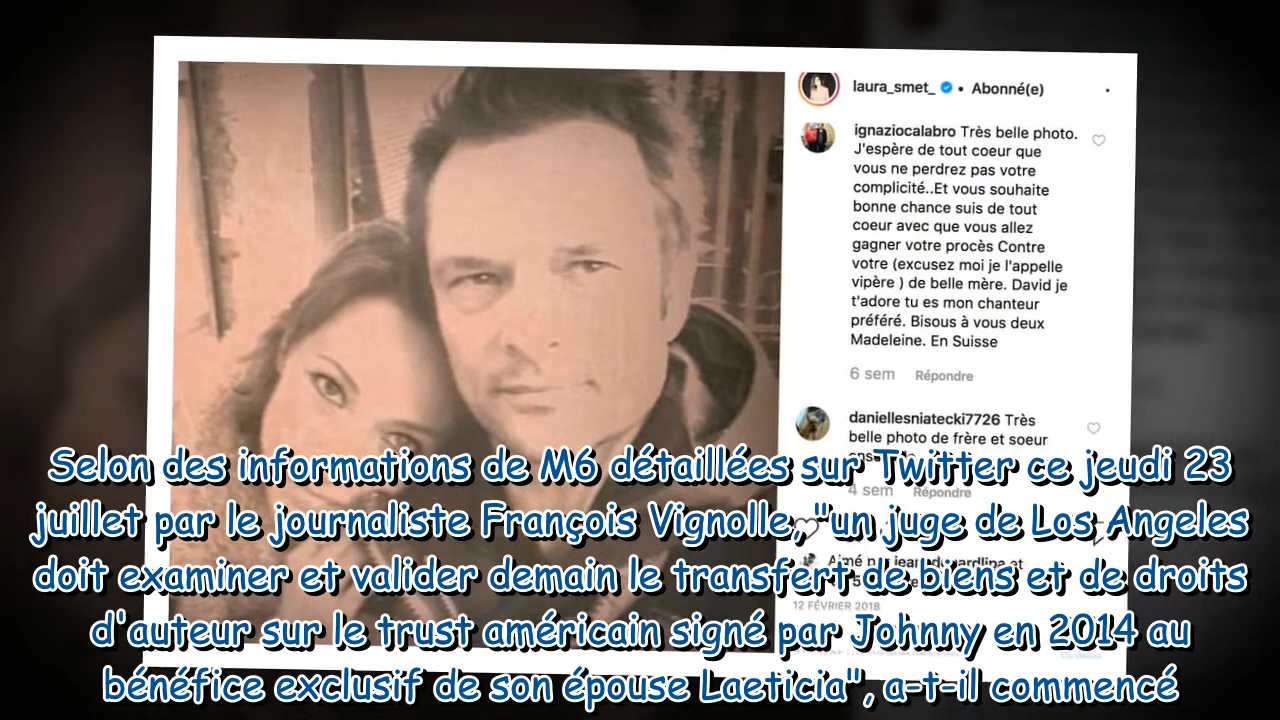 laura_smet_ • Abonné(e)
ignaziocalabro Très belle photo.
J'espère de tout coeur que
vous ne perdrez pas votre
complicité..Et vous souhaite
bonne chance suis de tout
coeur avec que vous allez
gagner votre procès Contre
votre (excusez moi je l'appelle
vipère ) de belle mère. David je
t'adore tu es mon chanteur
préféré. Bisous à vous deux
Madeleine. En Suisse
6 sem Répondre
daniellesniatecki7726 Très
belle photo de frère et soeur
4 sem Répondre
Aimé
12 FÉVRIER 2018
Selon des informations de M6 détaillées sur Twitter ce jeudi 23
juillet par le journaliste François Vignolle, "un juge de Los Angeles
doit examiner et valider demain le transfert de biens et de droits
d'auteur sur le trust américain signé par Johnny en 2014 au
bénéfice exclusif de son épouse Laeticia", a-t-il commencé